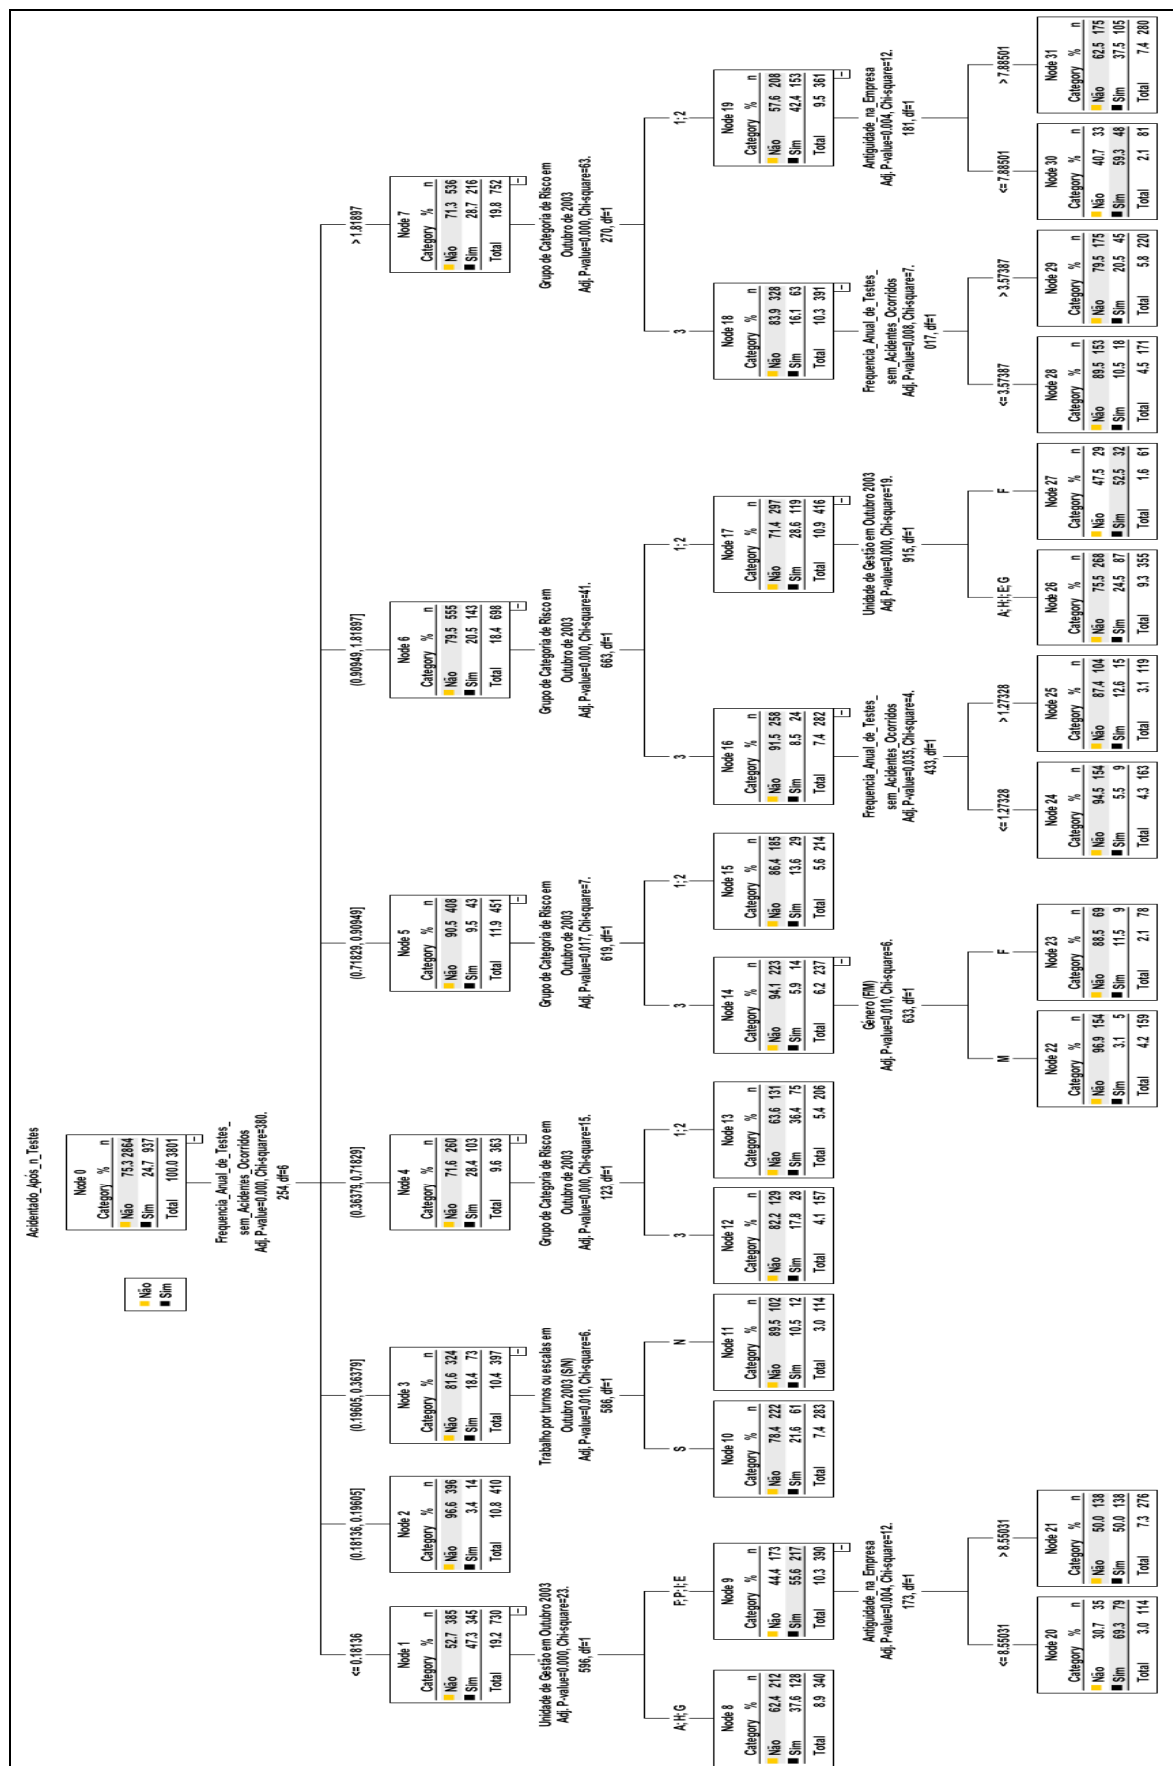 Acidentado_Após_n_Testes
Não
Sim
Node 0
Category % n
Não 75.3 2864
Sim 24.7 937
Total 100.0 3801
Frequencia_Anual_de_Testes_
sem_Acidentes_Ocorridos
Adj. P-value=0.000, Chi-square=380.
254, df=6
<= 0.18136
(0.18136, 0.19605]
(0.19605, 0.36379]
(0.36379, 0.71829]
(0.71829, 0.90949]
(0.90949, 1.81897]
> 1.81897
Node 1
Category % n
Não 52.7 385
Sim 47.3 345
Total 19.2 730
Unidade de Gestão em Outubro 2003
Adj. P-value=0.000, Chi-square=23.
596, df=1
Node 2
Category % n
Não 96.6 396
Sim 3.4 14
Total 10.8 410
Node 3
Category % n
Não 81.6 324
Sim 18.4 73
Total 10.4 397
Trabalho por turnos ou escalas em
Outubro 2003 (S/N)
Adj. P-value=0.010, Chi-square=6.
586, df=1
Node 4
Category % n
Não 71.6 260
Sim 28.4 103
Total 9.6 363
Grupo de Categoria de Risco em
Outubro de 2003
Adj. P-value=0.000, Chi-square=15.
123, df=1
Node 5
Category % n
Não 90.5 408
Sim 9.5 43
Total 11.9 451
Grupo de Categoria de Risco em
Outubro de 2003
Adj. P-value=0.017, Chi-square=7.
619, df=1
Node 6
Category % n
Não 79.5 555
Sim 20.5 143
Total 18.4 698
Grupo de Categoria de Risco em
Outubro de 2003
Adj. P-value=0.000, Chi-square=41.
663, df=1
Node 7
Category % n
Não 71.3 536
Sim 28.7 216
Total 19.8 752
Grupo de Categoria de Risco em
Outubro de 2003
Adj. P-value=0.000, Chi-square=63.
270, df=1
A; H; G
F; P; I; E
S
N
3
1; 2
3
1; 2
3
1; 2
3
1; 2
Node 8
Category % n
Não 62.4 212
Sim 37.6 128
Total 8.9 340
Node 9
Category % n
Não 44.4 173
Sim 55.6 217
Total 10.3 390
Antiguidade_na_Empresa
Adj. P-value=0.004, Chi-square=12.
173, df=1
Node 10
Category % n
Não 78.4 222
Sim 21.6 61
Total 7.4 283
Node 11
Category % n
Não 89.5 102
Sim 10.5 12
Total 3.0 114
Node 12
Category % n
Não 82.2 129
Sim 17.8 28
Total 4.1 157
Node 13
Category % n
Não 63.6 131
Sim 36.4 75
Total 5.4 206
Node 14
Category % n
Não 94.1 223
Sim 5.9 14
Total 6.2 237
Género (F/M)
Adj. P-value=0.010, Chi-square=6.
633, df=1
Node 15
Category % n
Não 86.4 185
Sim 13.6 29
Total 5.6 214
Node 16
Category % n
Não 91.5 258
Sim 8.5 24
Total 7.4 282
Frequencia_Anual_de_Testes_
sem_Acidentes_Ocorridos
Adj. P-value=0.035, Chi-square=4.
433, df=1
Node 17
Category % n
Não 71.4 297
Sim 28.6 119
Total 10.9 416
Unidade de Gestão em Outubro 2003
Adj. P-value=0.000, Chi-square=19.
915, df=1
Node 18
Category % n
Não 83.9 328
Sim 16.1 63
Total 10.3 391
Frequencia_Anual_de_Testes_
sem_Acidentes_Ocorridos
Adj. P-value=0.008, Chi-square=7.
017, df=1
Node 19
Category % n
Não 57.6 208
Sim 42.4 153
Total 9.5 361
Antiguidade_na_Empresa
Adj. P-value=0.004, Chi-square=12.
181, df=1
<= 8.55031
> 8.55031
M
F
<= 1.27328
> 1.27328
A; H; I; E; G
F
<= 3.57387
> 3.57387
<= 7.88501
> 7.88501
Node 20
Category % n
Não 30.7 35
Sim 69.3 79
Total 3.0 114
Node 21
Category % n
Não 50.0 138
Sim 50.0 138
Total 7.3 276
Node 22
Category % n
Não 96.9 154
Sim 3.1 5
Total 4.2 159
Node 23
Category % n
Não 88.5 69
Sim 11.5 9
Total 2.1 78
Node 24
Category % n
Não 94.5 154
Sim 5.5 9
Total 4.3 163
Node 25
Category % n
Não 87.4 104
Sim 12.6 15
Total 3.1 119
Node 26
Category % n
Não 75.5 268
Sim 24.5 87
Total 9.3 355
Node 27
Category % n
Não 47.5 29
Sim 52.5 32
Total 1.6 61
Node 28
Category % n
Não 89.5 153
Sim 10.5 18
Total 4.5 171
Node 29
Category % n
Não 79.5 175
Sim 20.5 45
Total 5.8 220
Node 30
Category % n
Não 40.7 33
Sim 59.3 48
Total 2.1 81
Node 31
Category % n
Não 62.5 175
Sim 37.5 105
Total 7.4 280